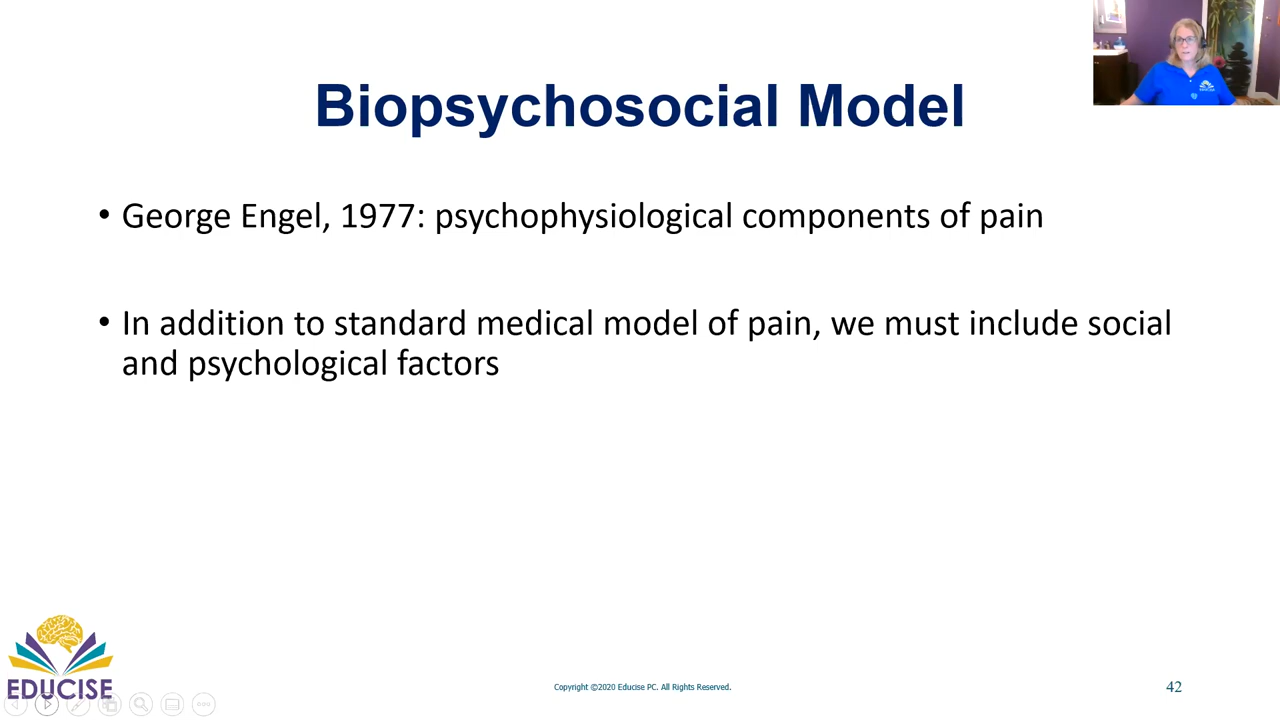 Biopsychosocial Model
• George Engel, 1977: psychophysiological components of pain
• In addition to standard medical model of pain, we must include social
and psychological factors
EDUCISE
Copyright ©2020 Educise PC. All Rights Reserved.
42